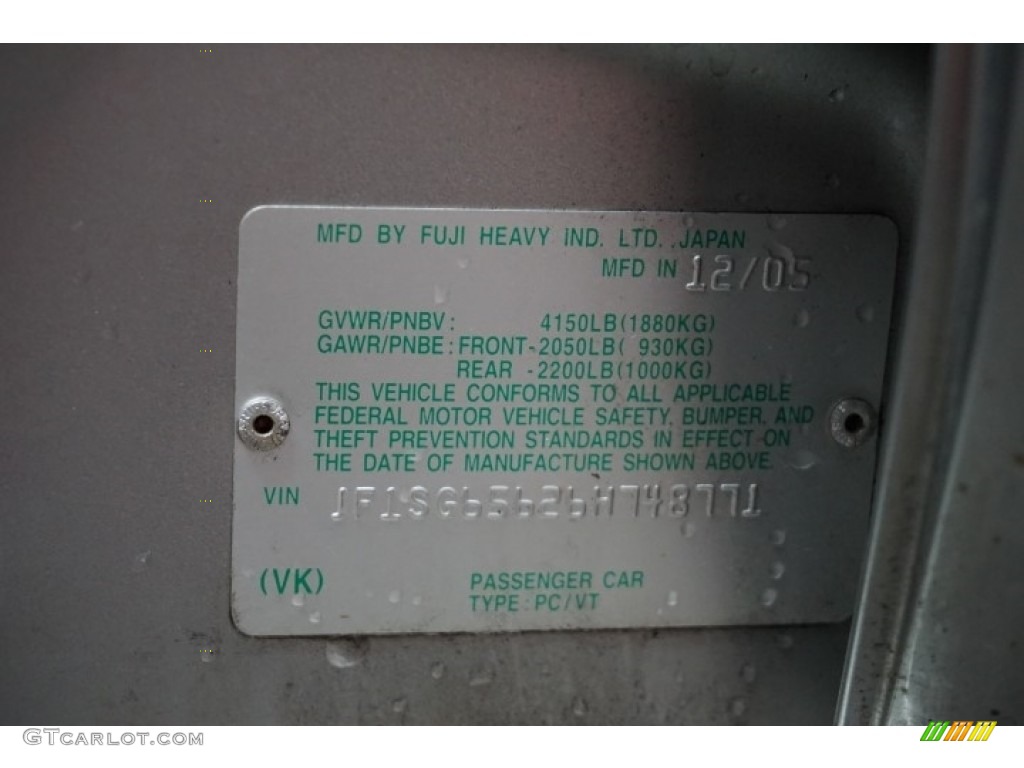 MFD BY FUJI HEAVY IND. LTD. JAPAN
MFD IN 12/05
GVWR/PNBV: 4150LB(1880KG)
GAWR/PNBE: FRONT-2050LB( 930KG)
REAR -2200LB(1000KG)
THIS VEHICLE CONFORMS TO ALL APPLICABLE
FEDERAL MOTOR VEHICLE SAFETY, BUMPER, AND
THEFT PREVENTION STANDARDS IN EFFECT ON
THE DATE OF MANUFACTURE SHOWN ABOVE.
VIN JF1SG65626H748771
(VK) PASSENGER CAR
TYPE: PC/VT
GTCarlot.com